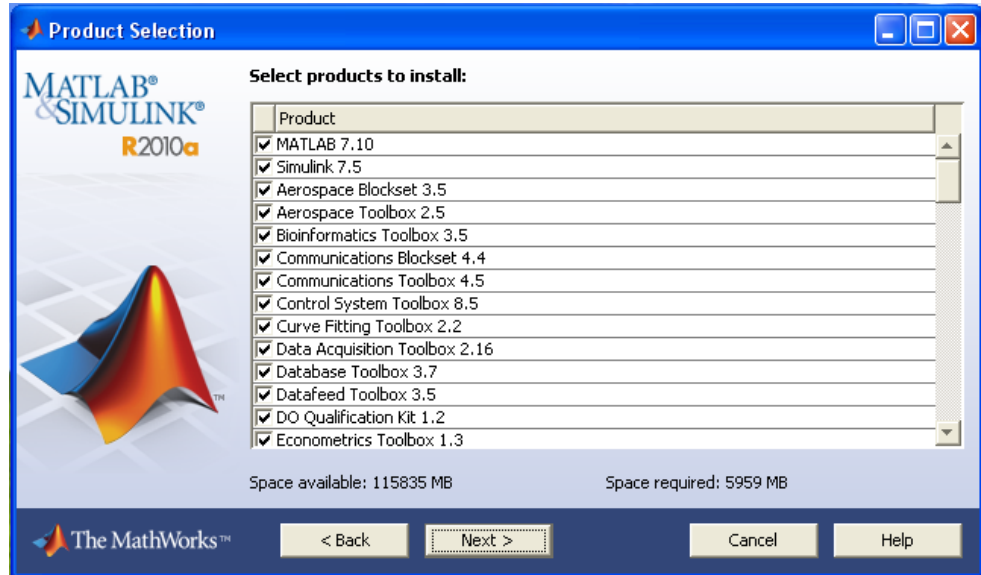 Product Selection
MATLAB®
&SIMULINK®
R2010a
Select products to install:
Product
MATLAB 7.10
Simulink 7.5
Aerospace Blockset 3.5
Aerospace Toolbox 2.5
Bioinformatics Toolbox 3.5
Communications Blockset 4.4
Communications Toolbox 4.5
Control System Toolbox 8.5
Curve Fitting Toolbox 2.2
Data Acquisition Toolbox 2.16
Database Toolbox 3.7
Datafeed Toolbox 3.5
DO Qualification Kit 1.2
Econometrics Toolbox 1.3
TM
Space available: 115835 MB
Space required: 5959 MB
The MathWorks™
< Back
Next >
Cancel
Help